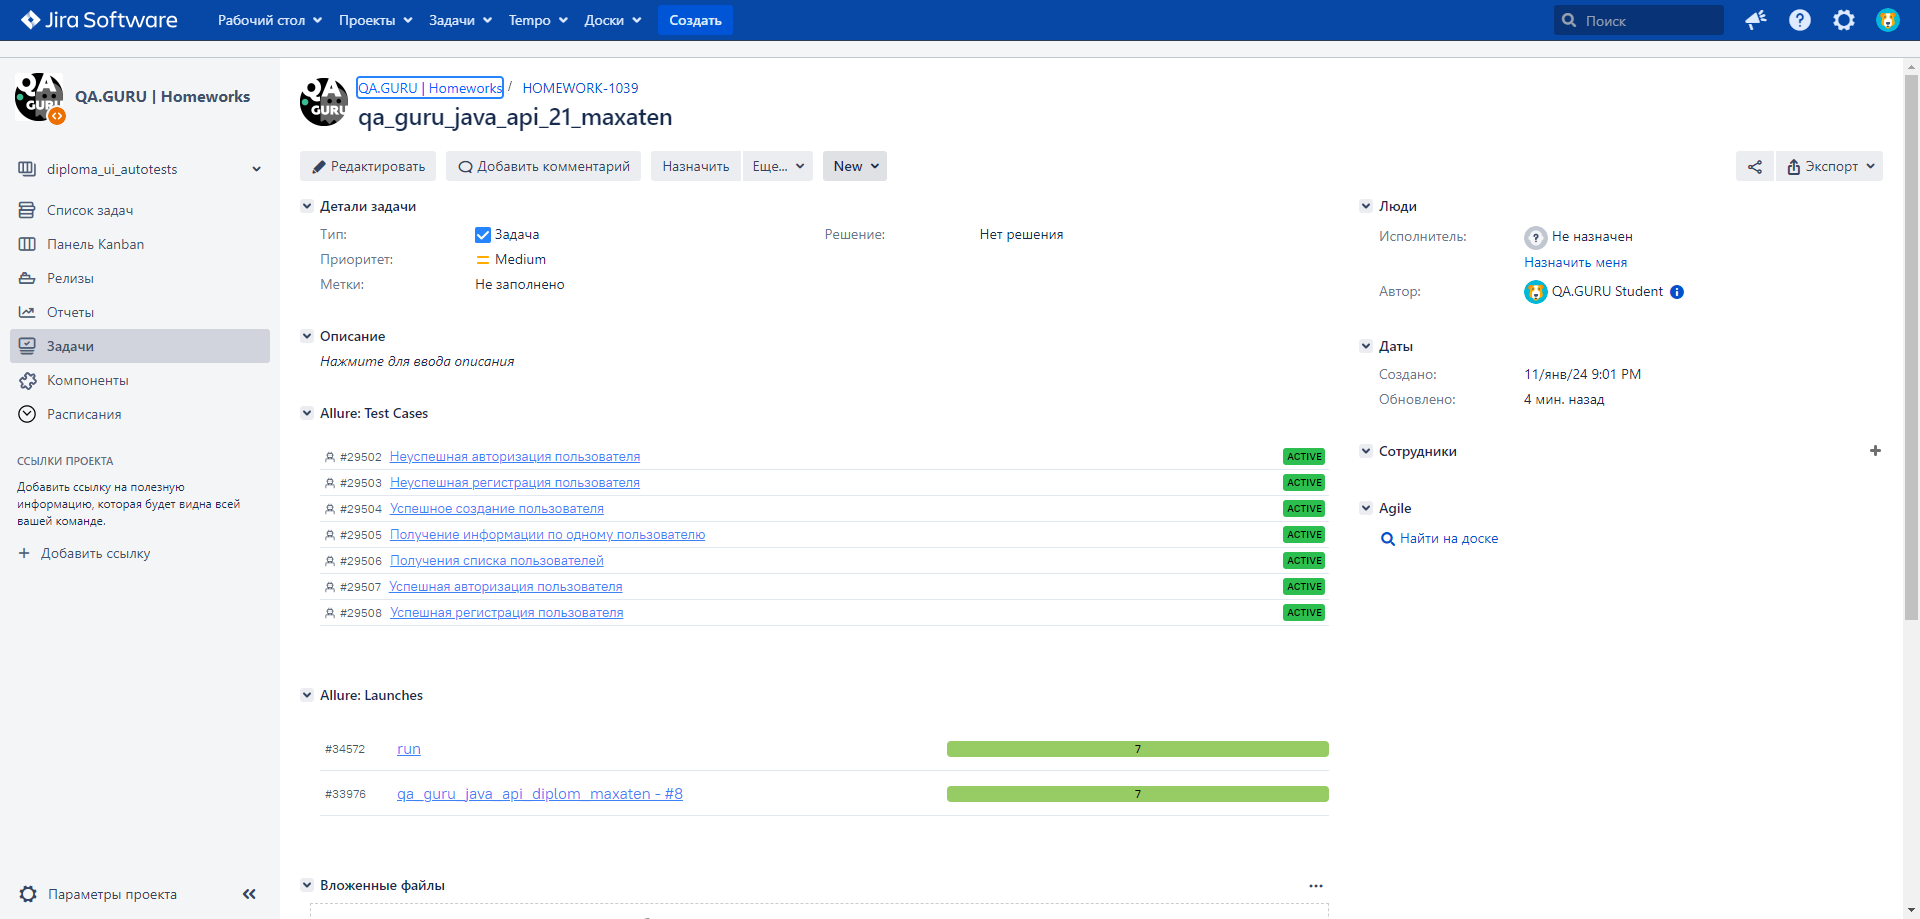 Jira Software
Рабочий стол
Проекты
Задачи
Tempo
Доски
Создать
Поиск
QA GURU
QA.GURU | Homeworks
diploma_ui_autotests
Список задач
Панель Kanban
Релизы
Отчеты
Задачи
Компоненты
Расписания
ССЫЛКИ ПРОЕКТА
Добавить ссылку на полезную
информацию, которая будет видна всей
вашей команде.
+ Добавить ссылку
Параметры проекта
QA GURU
QA.GURU | Homeworks / HOMEWORK-1039
qa_guru_java_api_21_maxaten
Редактировать
Добавить комментарий
Назначить
Еще...
New
Экспорт
Детали задачи
Тип: Задача
Решение: Нет решения
Приоритет: Medium
Метки: Не заполнено
Описание
Нажмите для ввода описания
Allure: Test Cases
#29502 Неуспешная авторизация пользователя ACTIVE
#29503 Неуспешная регистрация пользователя ACTIVE
#29504 Успешное создание пользователя ACTIVE
#29505 Получение информации по одному пользователю ACTIVE
#29506 Получения списка пользователей ACTIVE
#29507 Успешная авторизация пользователя ACTIVE
#29508 Успешная регистрация пользователя ACTIVE
Allure: Launches
#34572 run 7
#33976 qa_guru_java_api_diplom_maxaten - #8 7
Вложенные файлы
Люди
Исполнитель: Не назначен
Назначить меня
Автор: QA.GURU Student
Даты
Создано: 11/янв/24 9:01 PM
Обновлено: 4 мин. назад
Сотрудники
Agile
Найти на доске